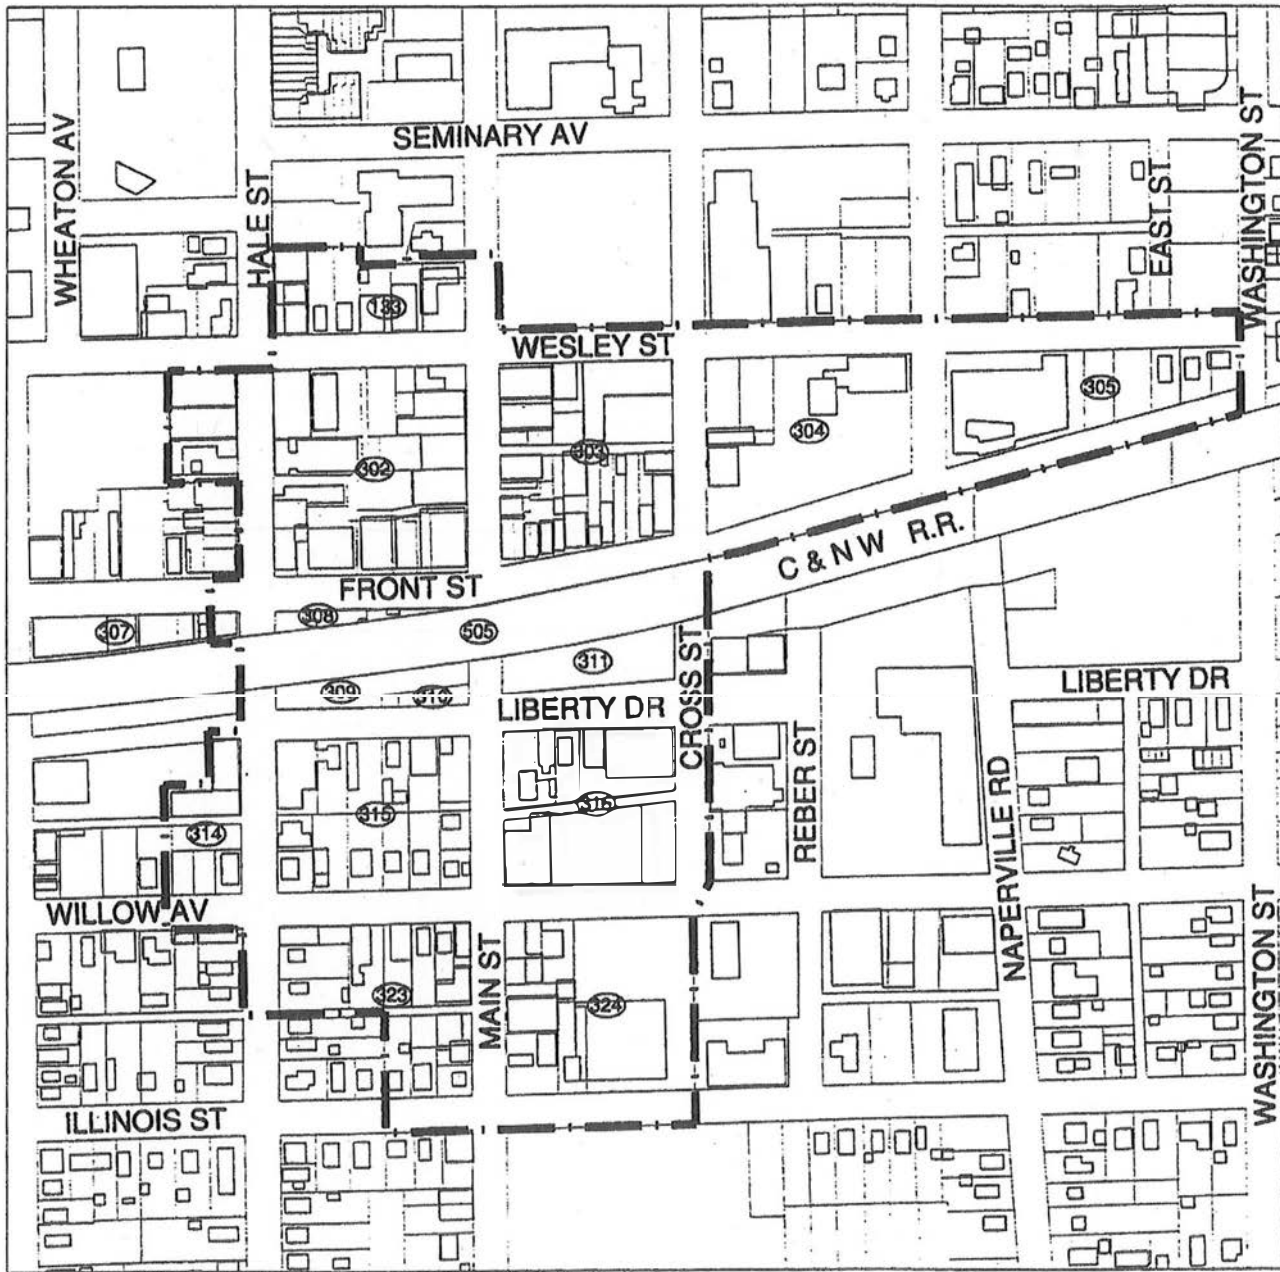 SEMINARY AV
WHEATON AV
HALE ST
EAST ST
WASHINGTON ST
133
WESLEY ST
305
304
303
302
C & N W R.R.
FRONT ST
308
307
505
311
309
310
CROSS ST
LIBERTY DR
LIBERTY DR
REBER ST
NAPERVILLE RD
316
315
314
WILLOW AV
MAIN ST
323
324
WASHINGTON ST
ILLINOIS ST